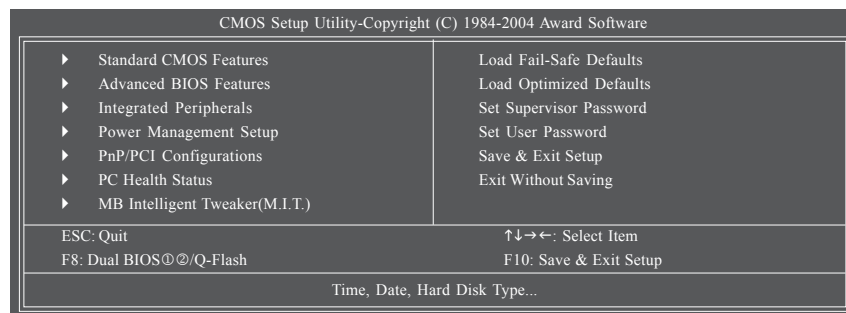 CMOS Setup Utility-Copyright (C) 1984-2004 Award Software
Standard CMOS Features
Advanced BIOS Features
Integrated Peripherals
Power Management Setup
PnP/PCI Configurations
PC Health Status
MB Intelligent Tweaker(M.I.T.)
Load Fail-Safe Defaults
Load Optimized Defaults
Set Supervisor Password
Set User Password
Save & Exit Setup
Exit Without Saving
ESC: Quit
F8: Dual BIOS①②/Q-Flash
↑↓→←: Select Item
F10: Save & Exit Setup
Time, Date, Hard Disk Type...